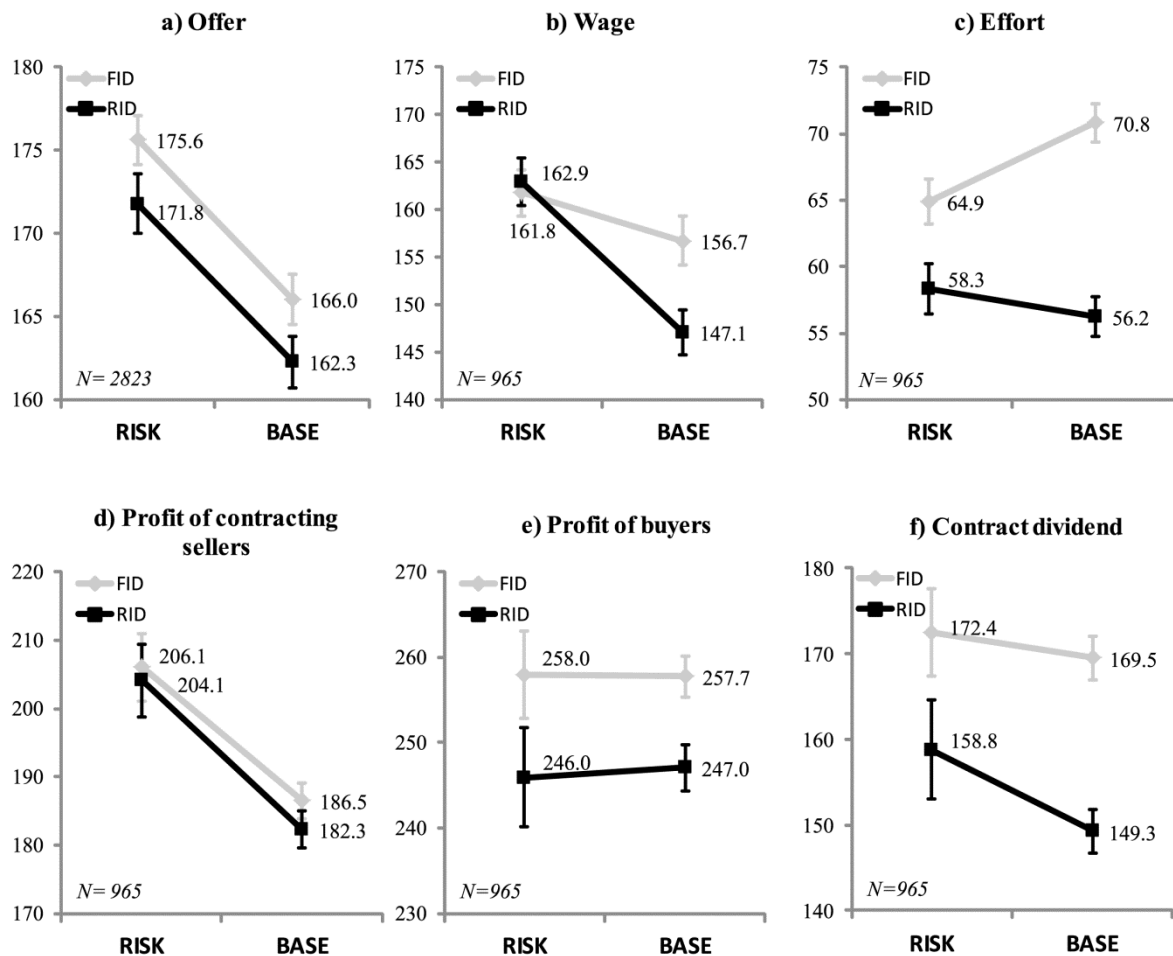 a) Offer
180
175
170
165
160
FID
RID
175.6
171.8
166.0
162.3
N= 2823
RISK BASE
b) Wage
175
170
165
160
155
150
145
140
FID
RID
162.9
161.8
156.7
147.1
N= 965
RISK BASE
c) Effort
75
70
65
60
55
50
FID
RID
70.8
64.9
58.3
56.2
N= 965
RISK BASE
d) Profit of contracting
sellers
220
210
200
190
180
170
FID
RID
206.1
204.1
186.5
182.3
N= 965
RISK BASE
e) Profit of buyers
270
260
250
240
230
FID
RID
258.0
257.7
246.0
247.0
N=965
RISK BASE
f) Contract dividend
180
170
160
150
140
FID
RID
172.4
169.5
158.8
149.3
N=965
RISK BASE